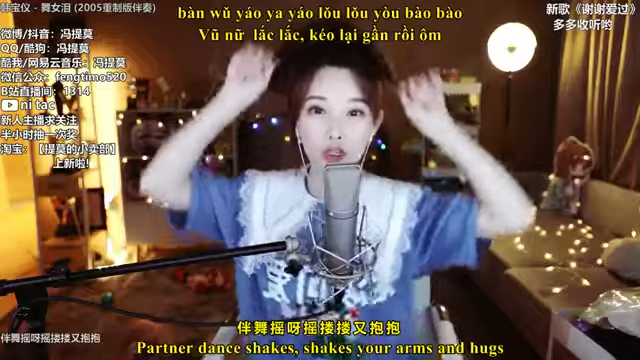 韩宝仪 - 舞女泪 (2005重制版伴奏)
bàn wǔ yáo ya yáo lǒu lǒu yòu bào bào
Vũ nữ lắc lắc, kéo lại gần rồi ôm
新歌《谢谢爱过》
多多收听哟
微博/抖音：冯提莫
QQ/酷狗：冯提莫
酷我/网易云音乐：冯提莫
微信公众：fengtimo520
B站直播间：1314
ni tac
新人主播求关注
半小时抽一次奖
淘宝：【提莫的小卖部】
上新啦!
伴舞摇呀摇搂搂又抱抱
伴舞摇呀摇搂搂又抱抱
Partner dance shakes, shakes your arms and hugs